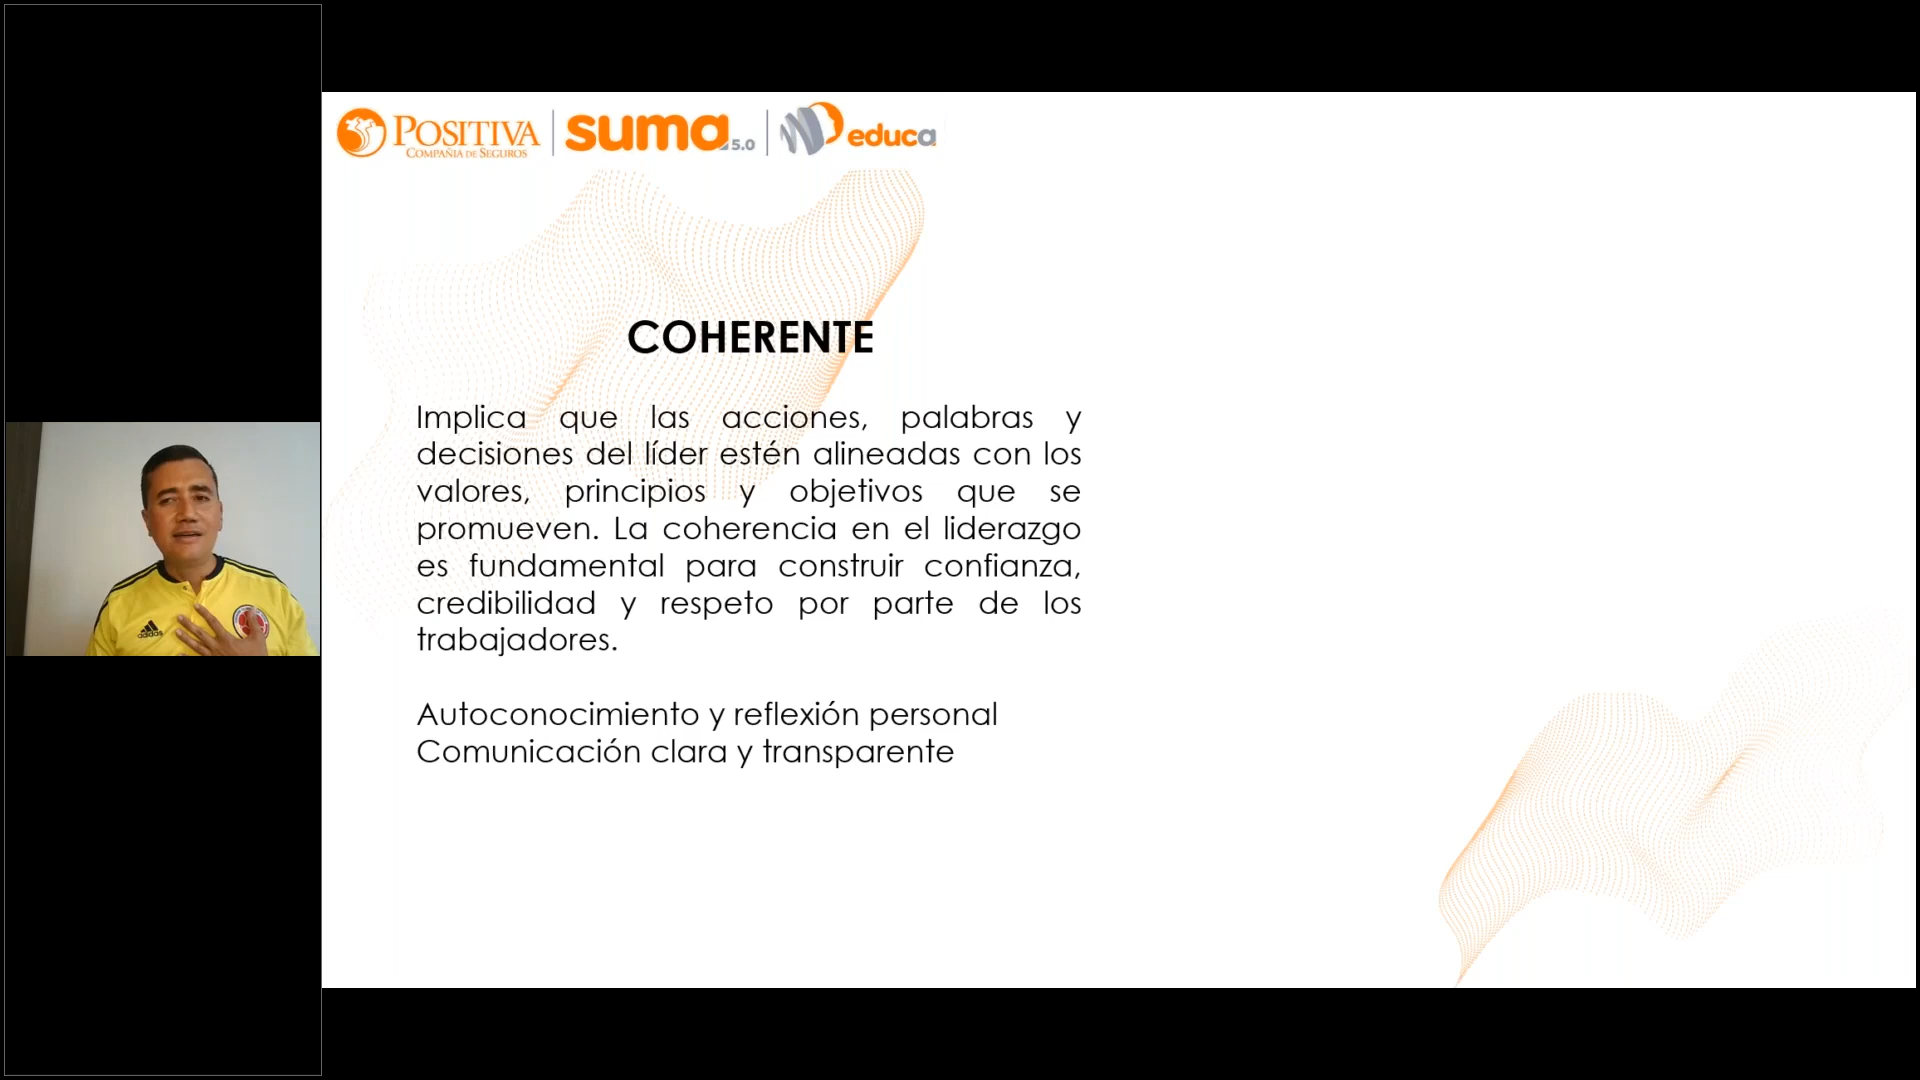 POSITIVA
COMPAÑIA DE SEGUROS
suma 5.0
educa
COHERENTE
Implica que las acciones, palabras y
decisiones del líder estén alineadas con los
valores, principios y objetivos que se
promueven. La coherencia en el liderazgo
es fundamental para construir confianza,
credibilidad y respeto por parte de los
trabajadores.
Autoconocimiento y reflexión personal
Comunicación clara y transparente
adidas